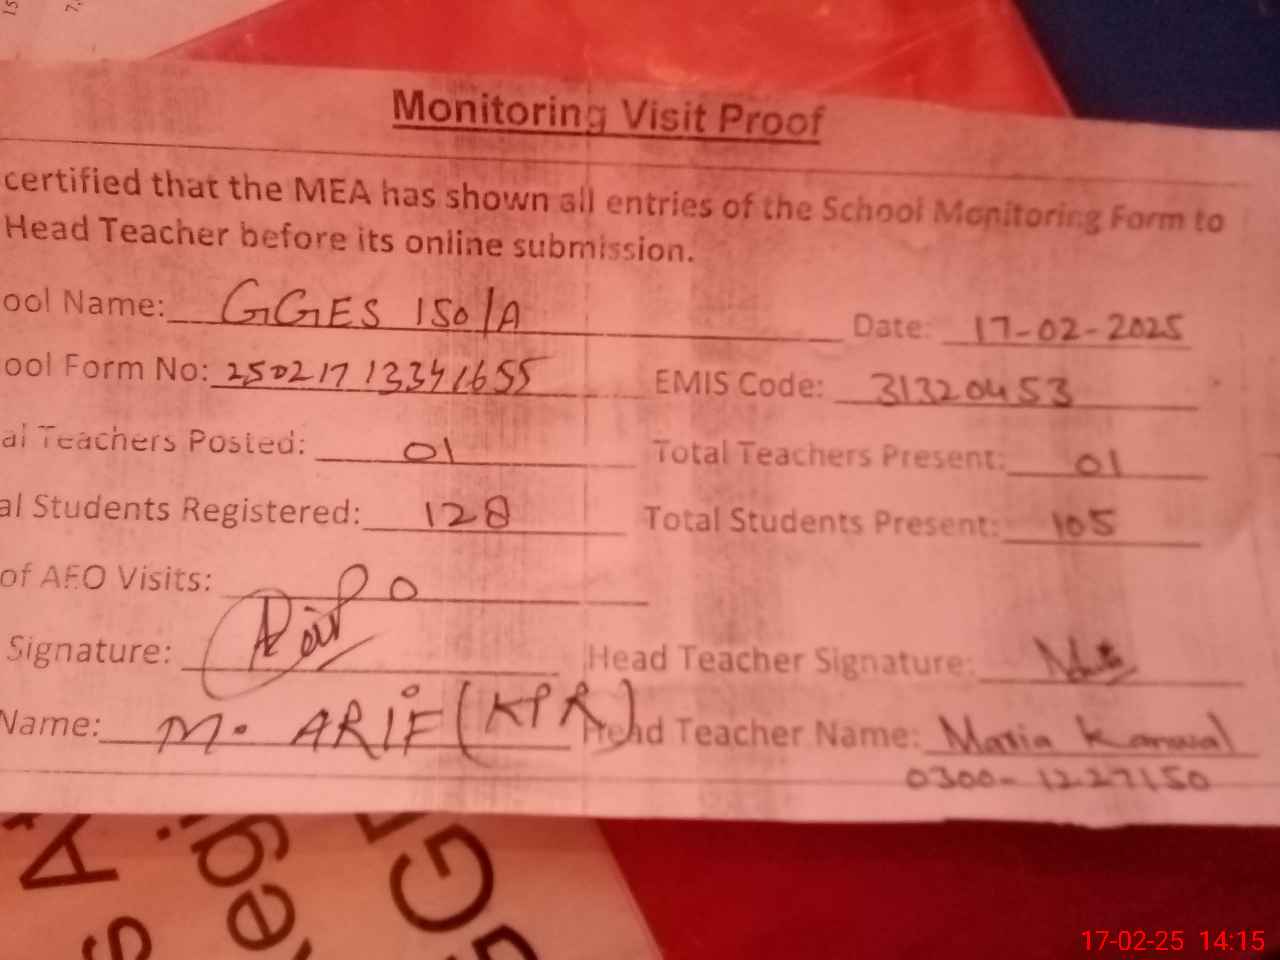 Monitoring Visit Proof
certified that the MEA has shown all entries of the School Monitoring Form to
Head Teacher before its online submission.
ool Name: GGES 150/A Date: 17-02-2025
ool Form No: 250217 13341655 EMIS Code: 31320453
al Teachers Posted: 01 Total Teachers Present: 01
al Students Registered: 128 Total Students Present: 105
of AEO Visits: 0
Signature: Head Teacher Signature:
Name: M. ARIF (KPR) Head Teacher Name: Maria Kanwal
0300-1227150
17-02-25 14:15